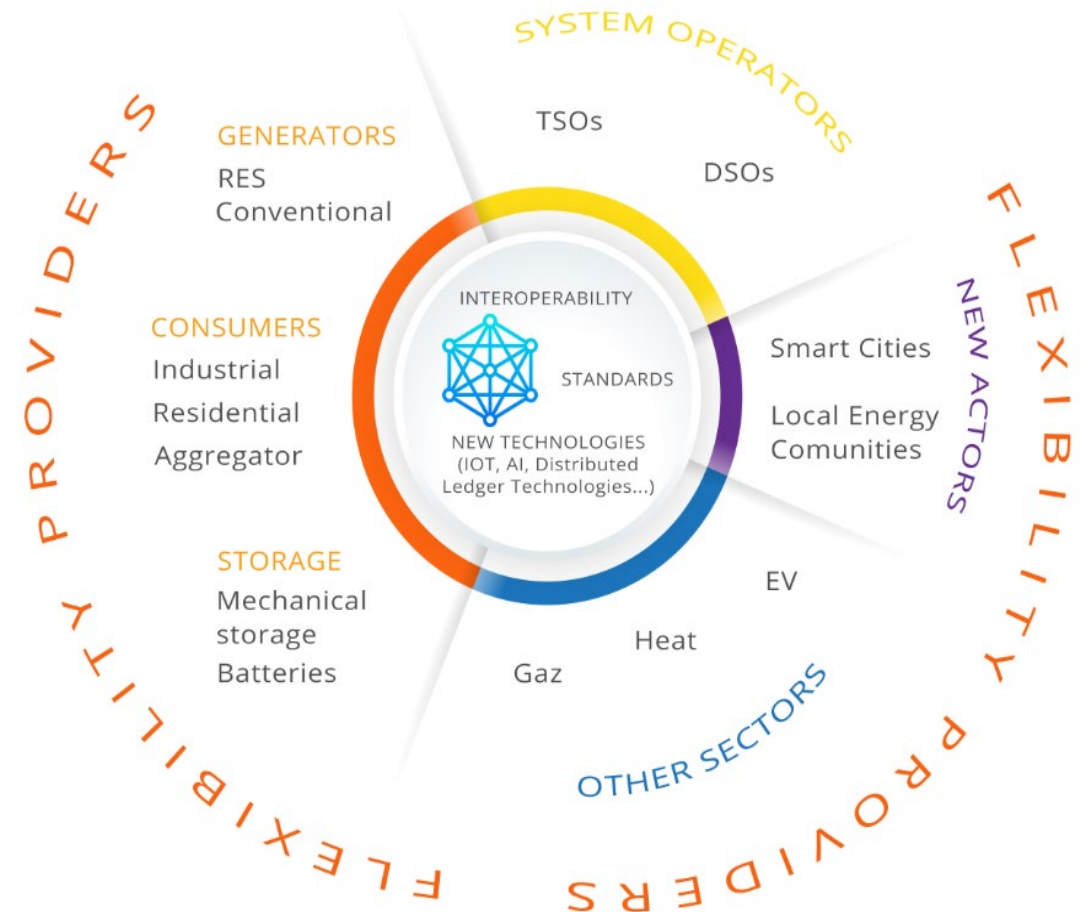 SYSTEM OPERATORS
TSOs
DSOs
FLEXIBILITY PROVIDERS
GENERATORS
RES
Conventional
CONSUMERS
Industrial
Residential
Aggregator
STORAGE
Mechanical
storage
Batteries
INTEROPERABILITY
STANDARDS
NEW TECHNOLOGIES
(IOT, AI, Distributed
Ledger Technologies...)
NEW ACTORS
Smart Cities
Local Energy
Comunities
EV
Heat
Gaz
OTHER SECTORS
FLEXIBILITY PROVIDERS